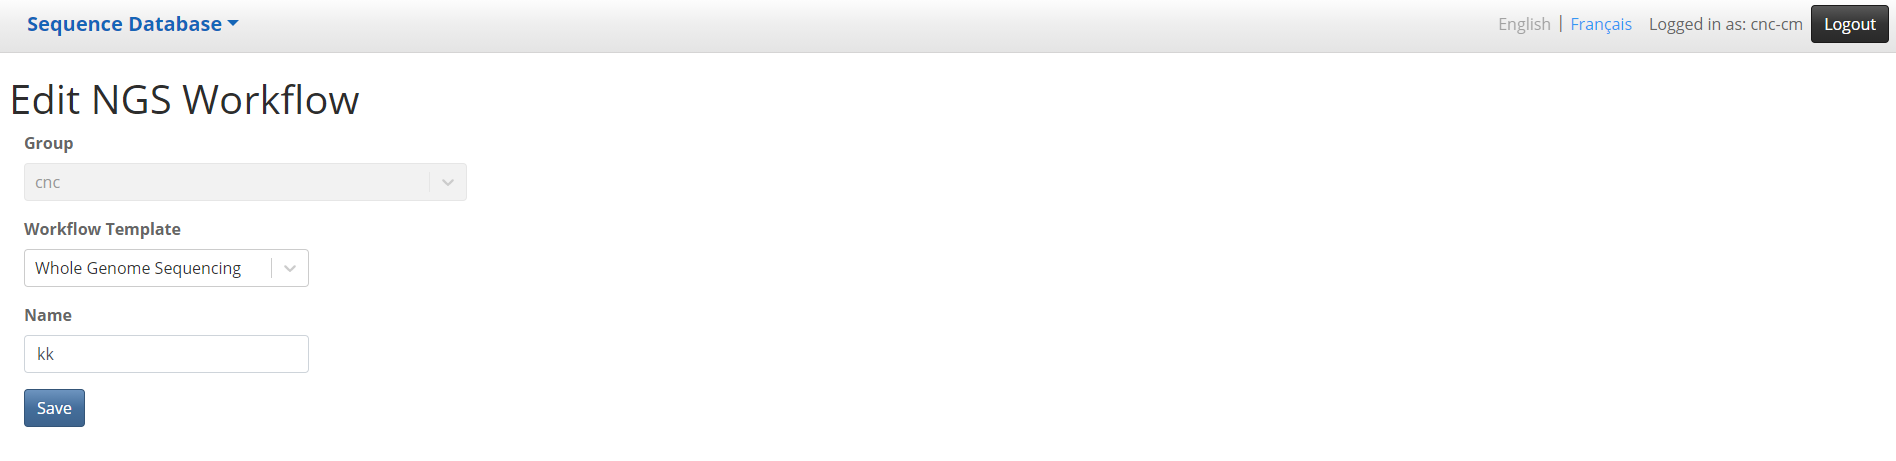 Sequence Database
English | Français Logged in as: cnc-cm Logout
Edit NGS Workflow
Group
cnc
Workflow Template
Whole Genome Sequencing
Name
kk
Save